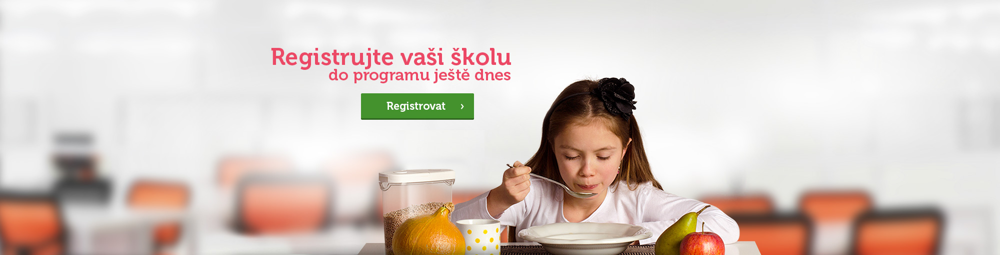 Registrujte vaši školu
do programu ještě dnes
Registrovat ›